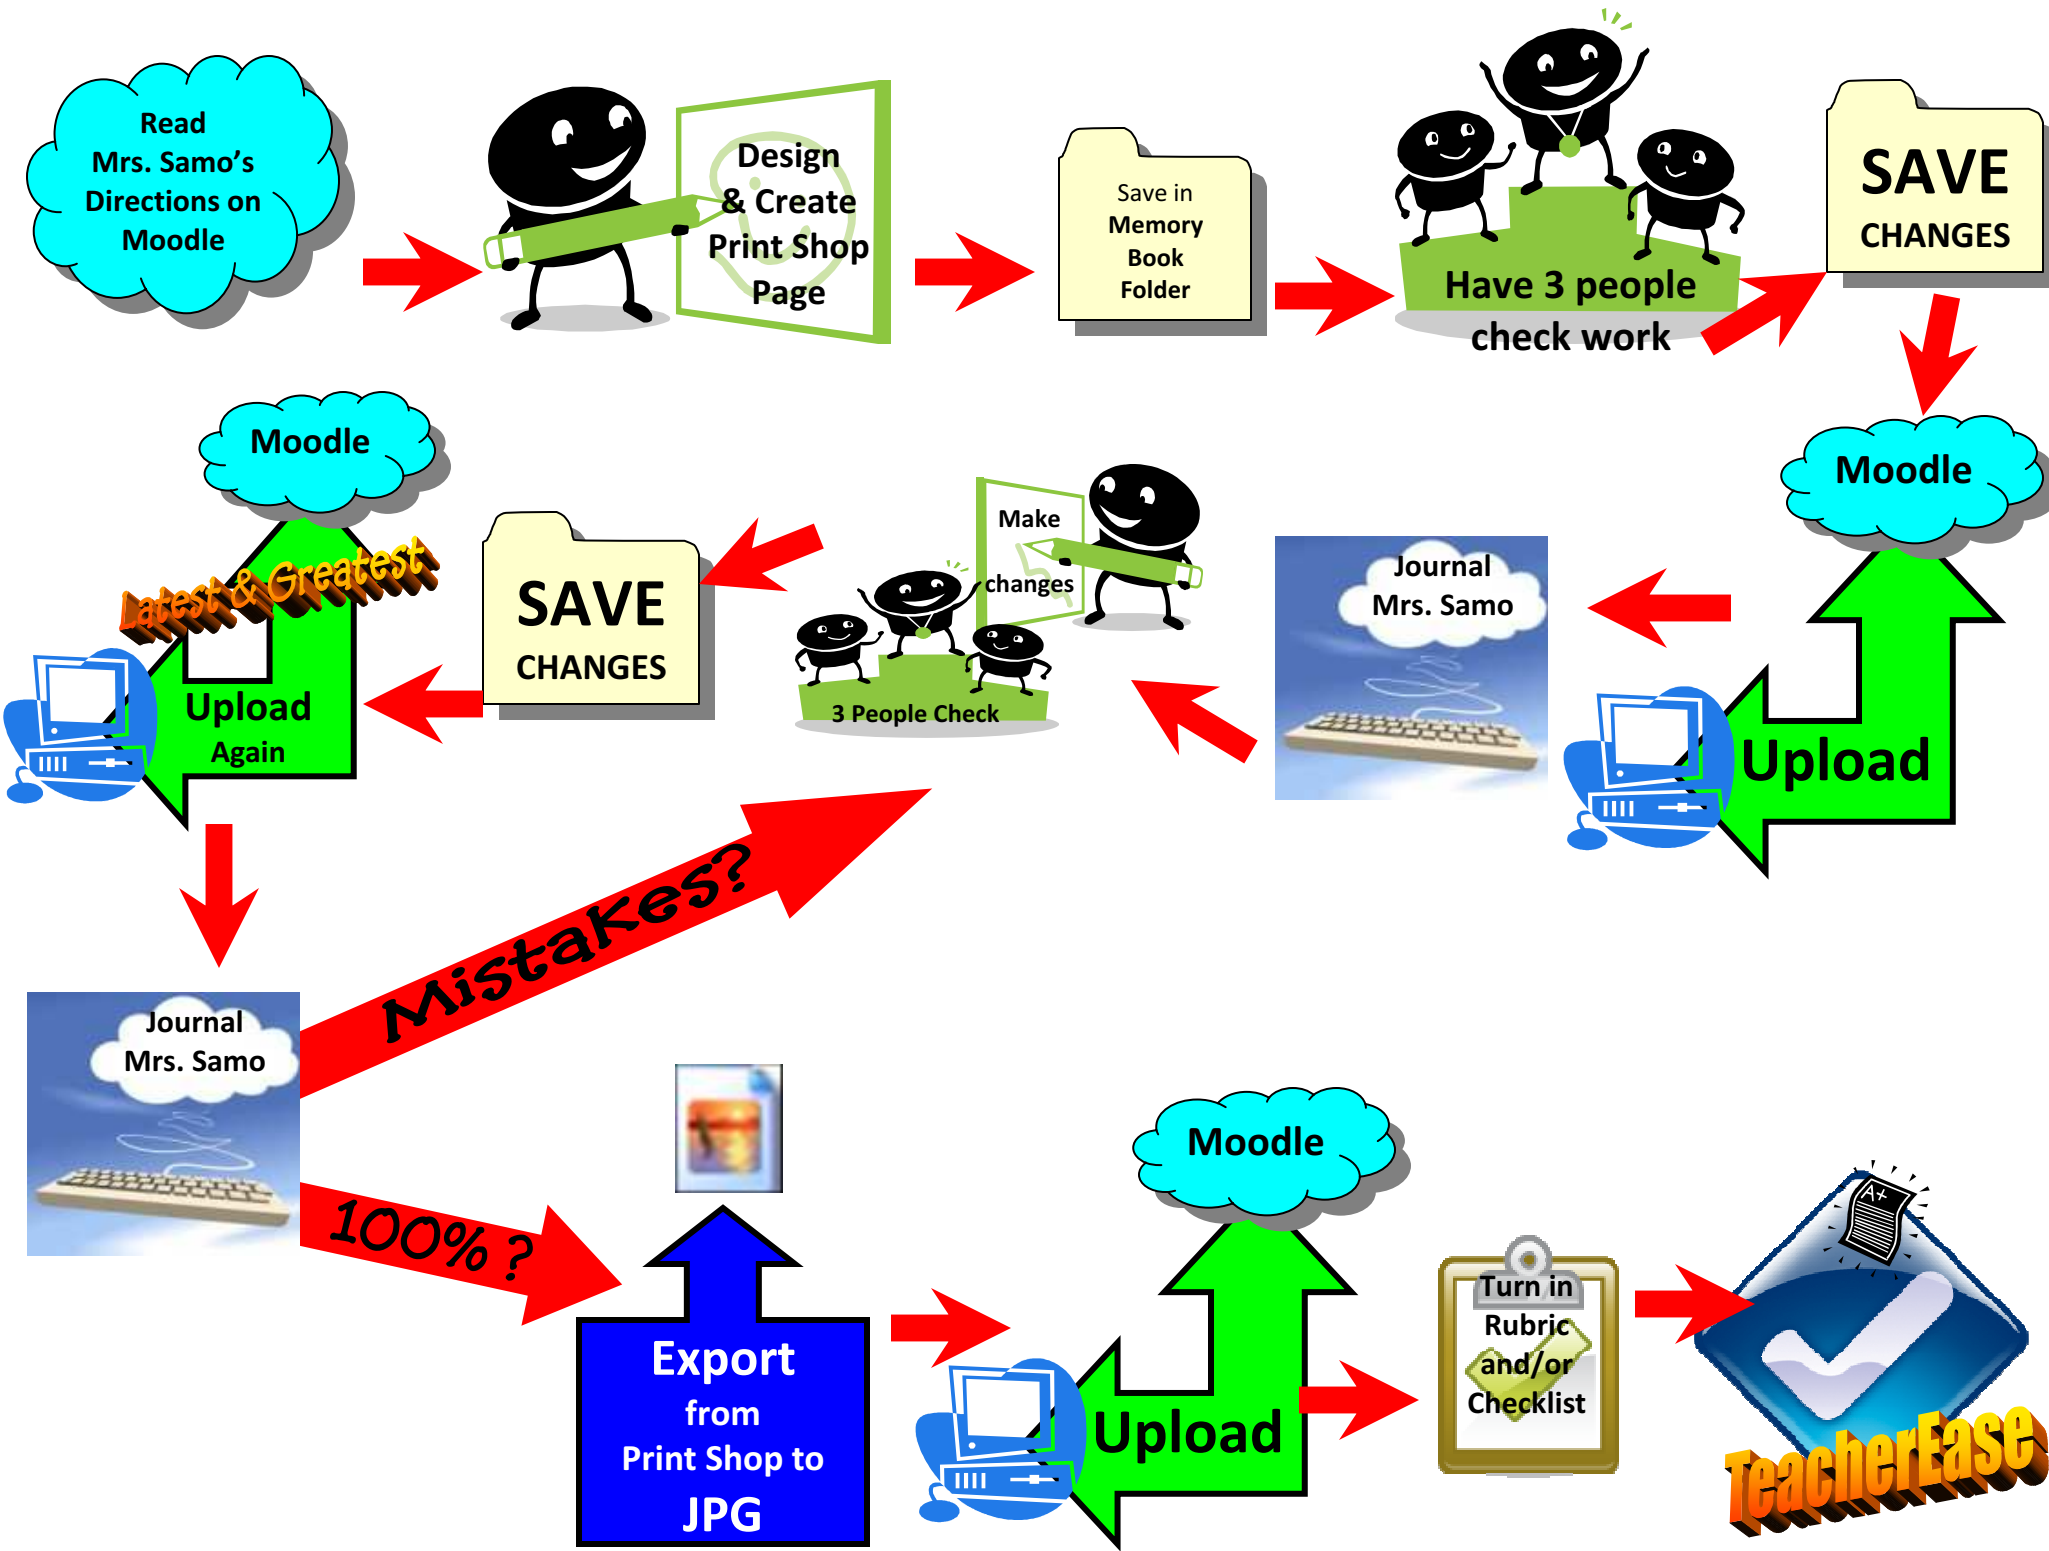 Read
Mrs. Samo's
Directions on
Moodle
Design
& Create
Print Shop
Page
Save in
Memory
Book
Folder
Have 3 people
check work
SAVE
CHANGES
Moodle
Upload
Journal
Mrs. Samo
Make
changes
3 People Check
SAVE
CHANGES
Moodle
Latest & Greatest
Upload
Again
Journal
Mrs. Samo
Mistakes?
100% ?
Export
from
Print Shop to
JPG
Moodle
Upload
Turn in
Rubric
and/or
Checklist
A+
TeacherEase